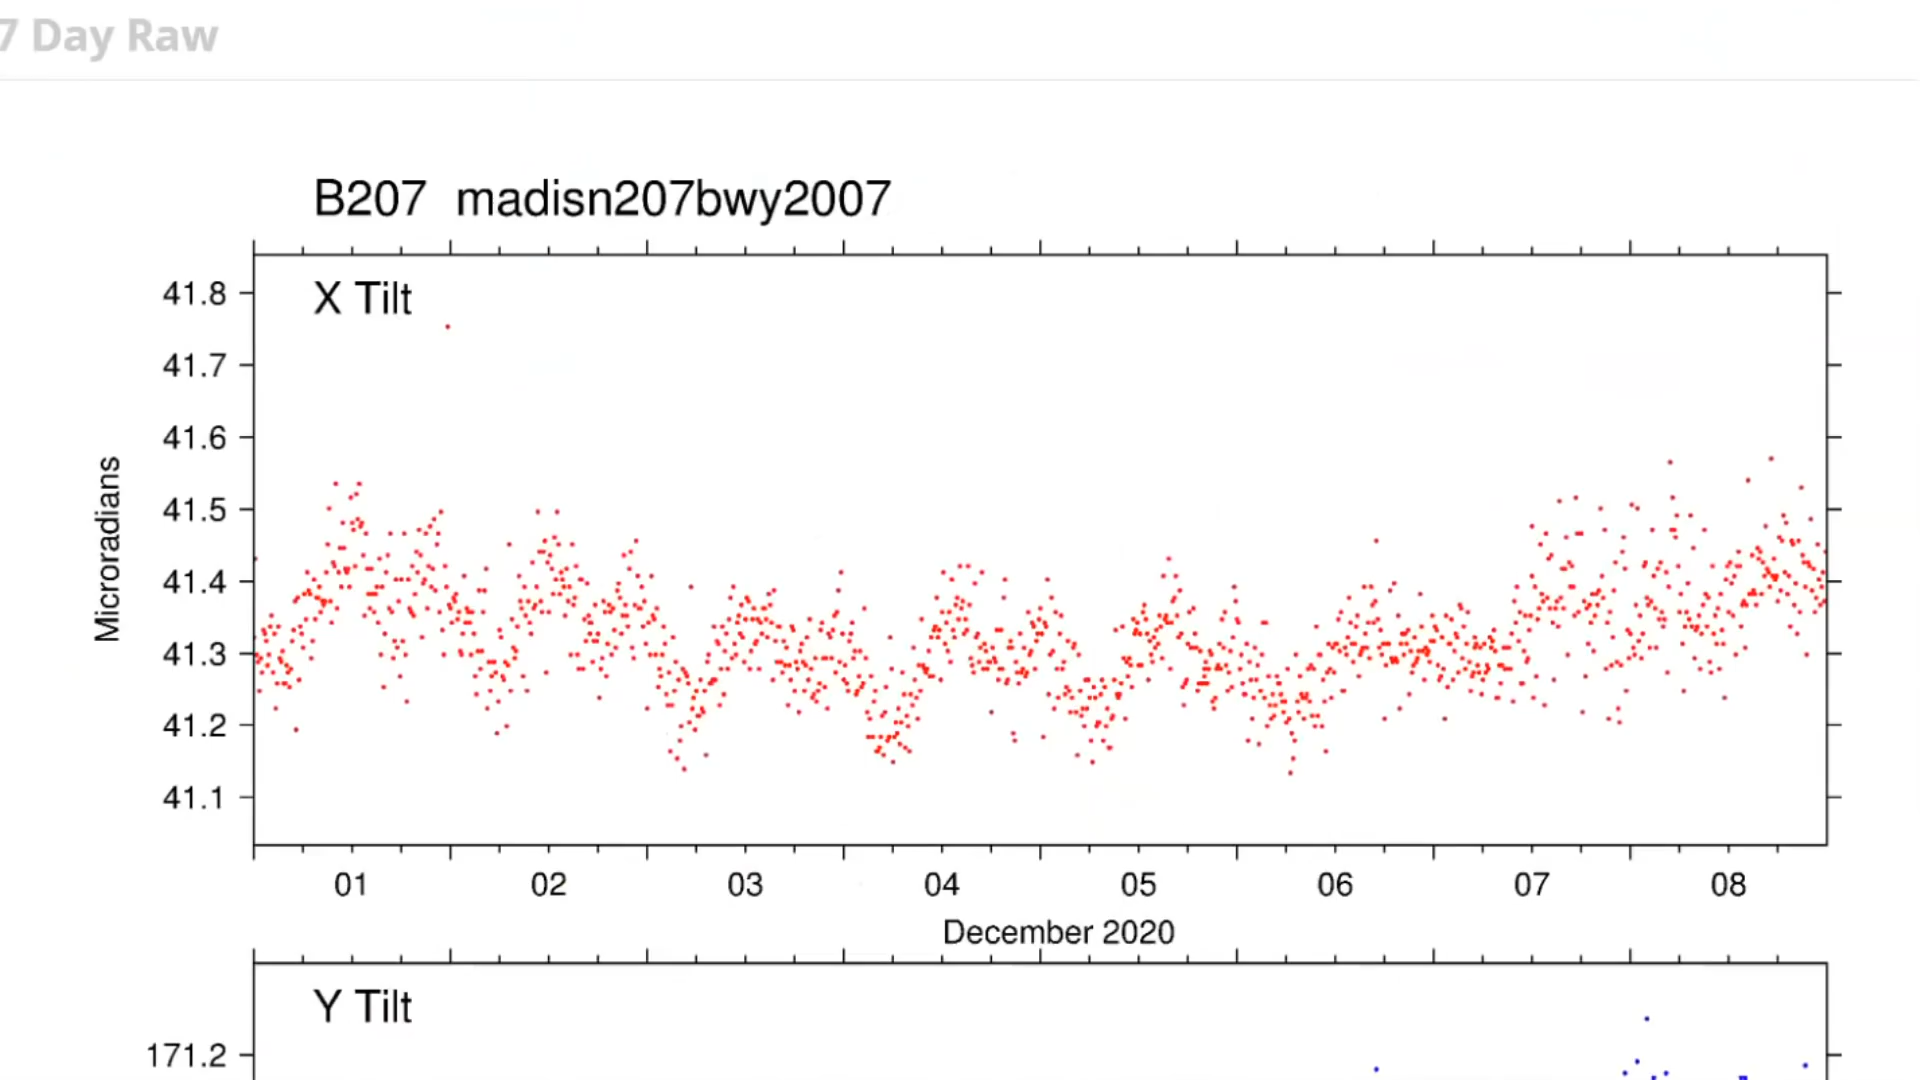 7 Day Raw
B207 madisn207bwy2007
X Tilt
41.8
41.7
41.6
41.5
41.4
41.3
41.2
41.1
Microradians
01 02 03 04 05 06 07 08
December 2020
Y Tilt
171.2